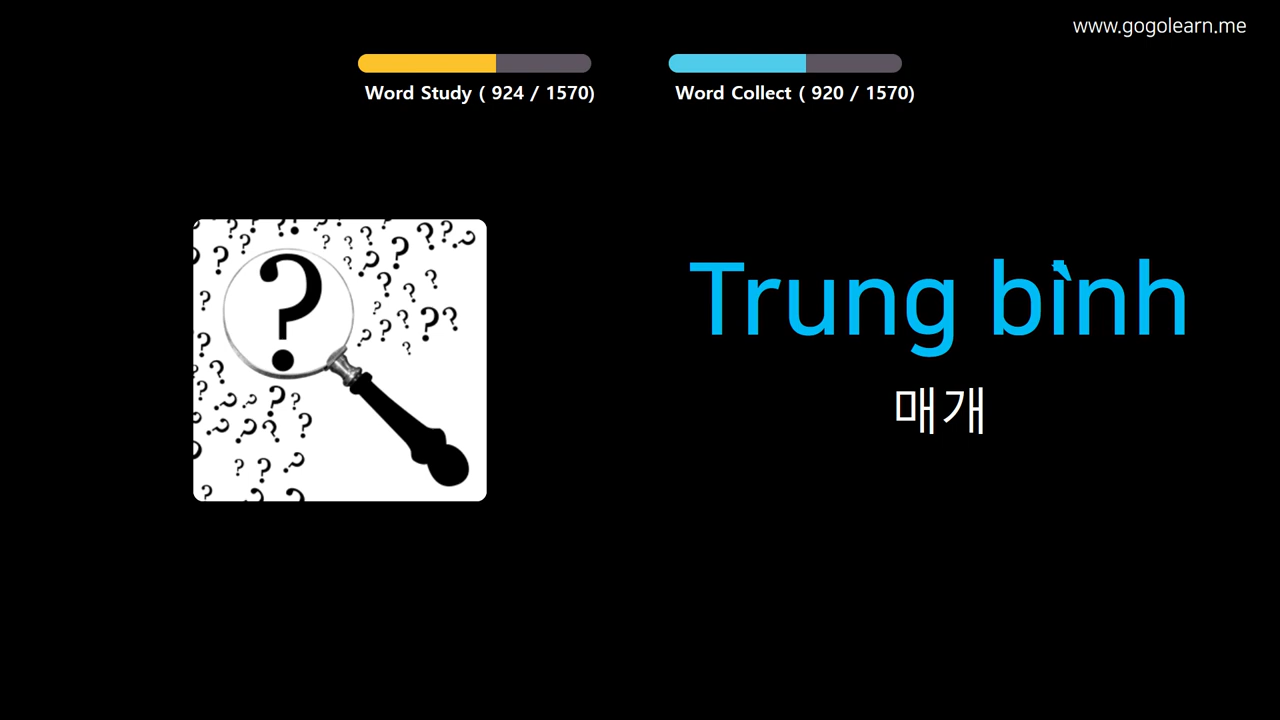 www.gogolearn.me
Word Study ( 924 / 1570)
Word Collect ( 920 / 1570)
Trung bình
매개